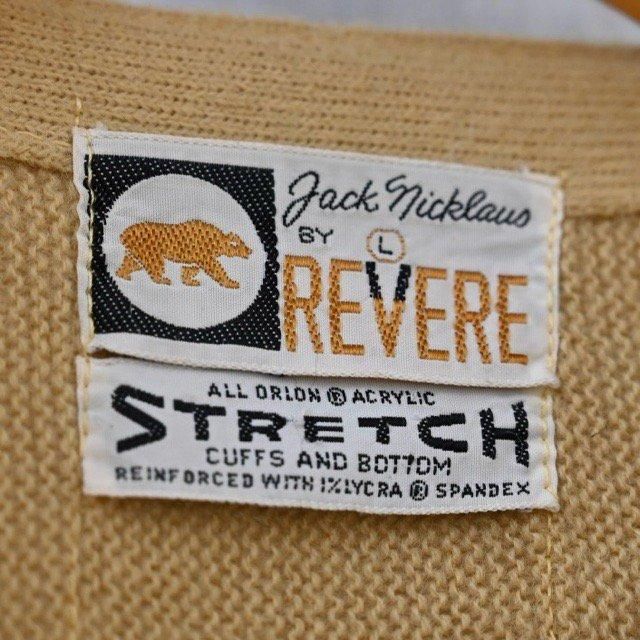 Jack Nicklaus
BY Ⓛ
REVERE
ALL ORLON ® ACRYLIC
STRETCH
CUFFS AND BOTTOM
REINFORCED WITH 1% LYCRA ® SPANDEX